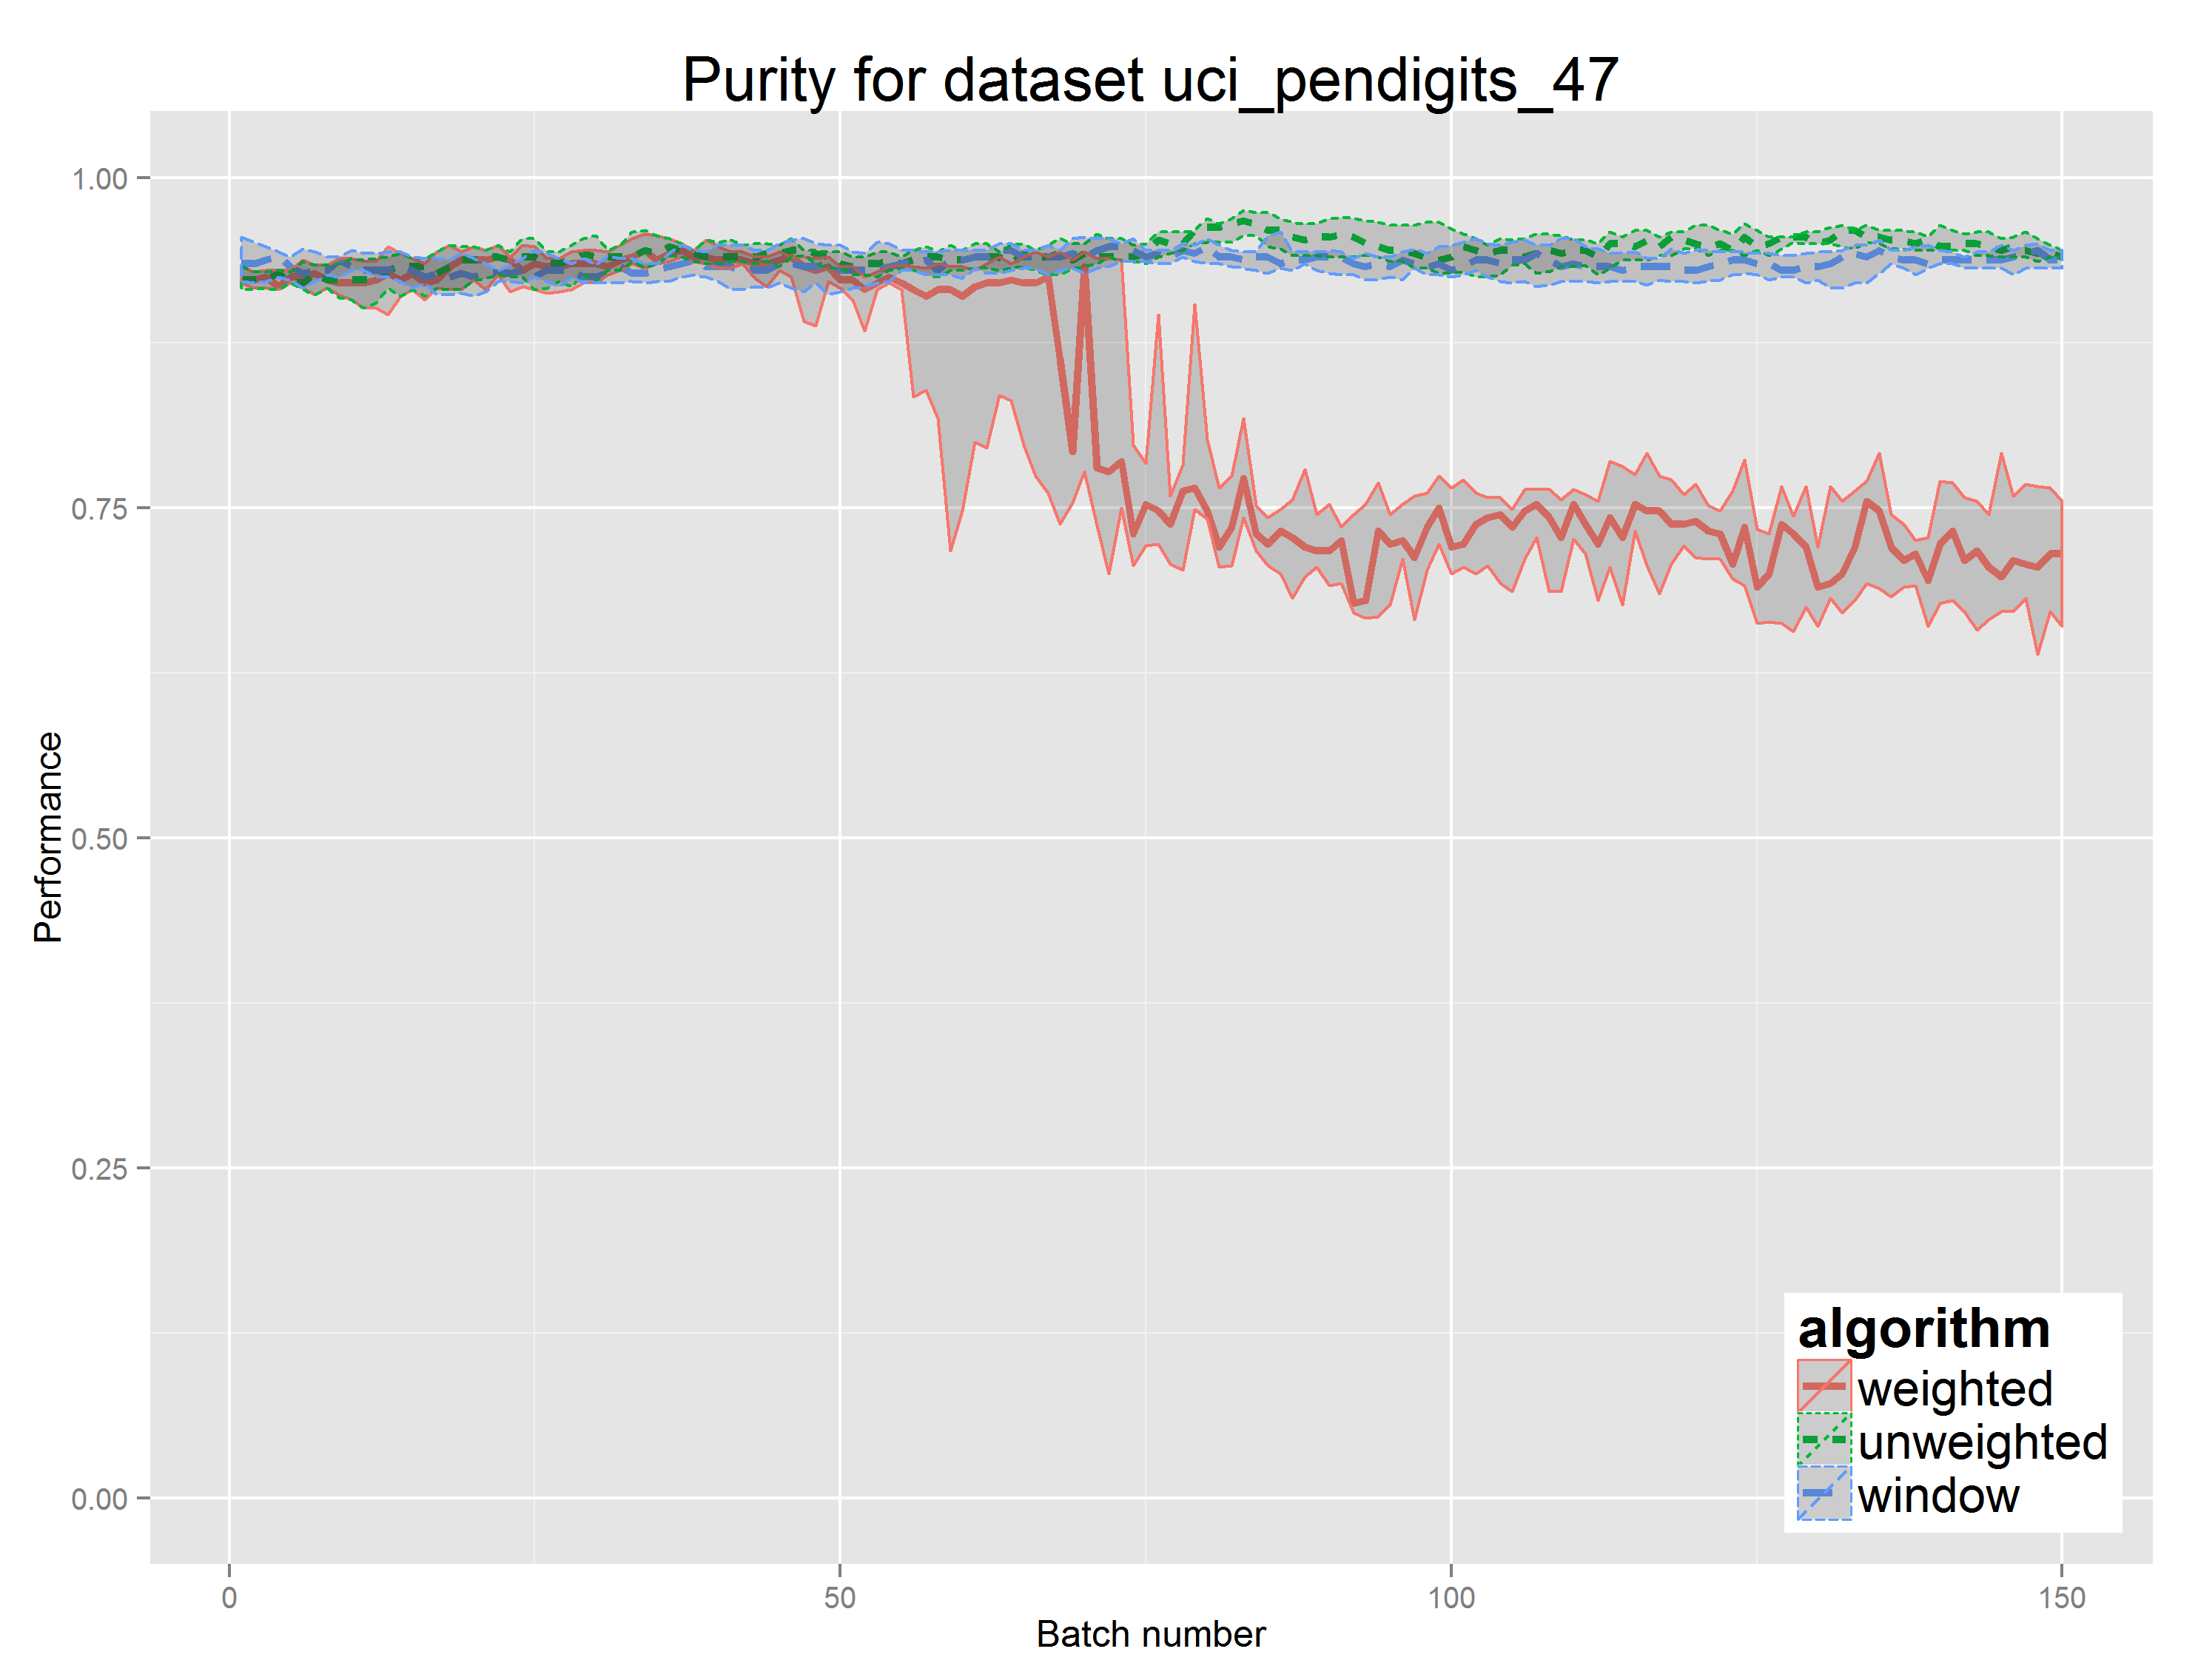 Purity for dataset uci_pendigits_47
1.00
0.75
0.50
0.25
0.00
Performance
0
50
100
150
Batch number
algorithm
weighted
unweighted
window